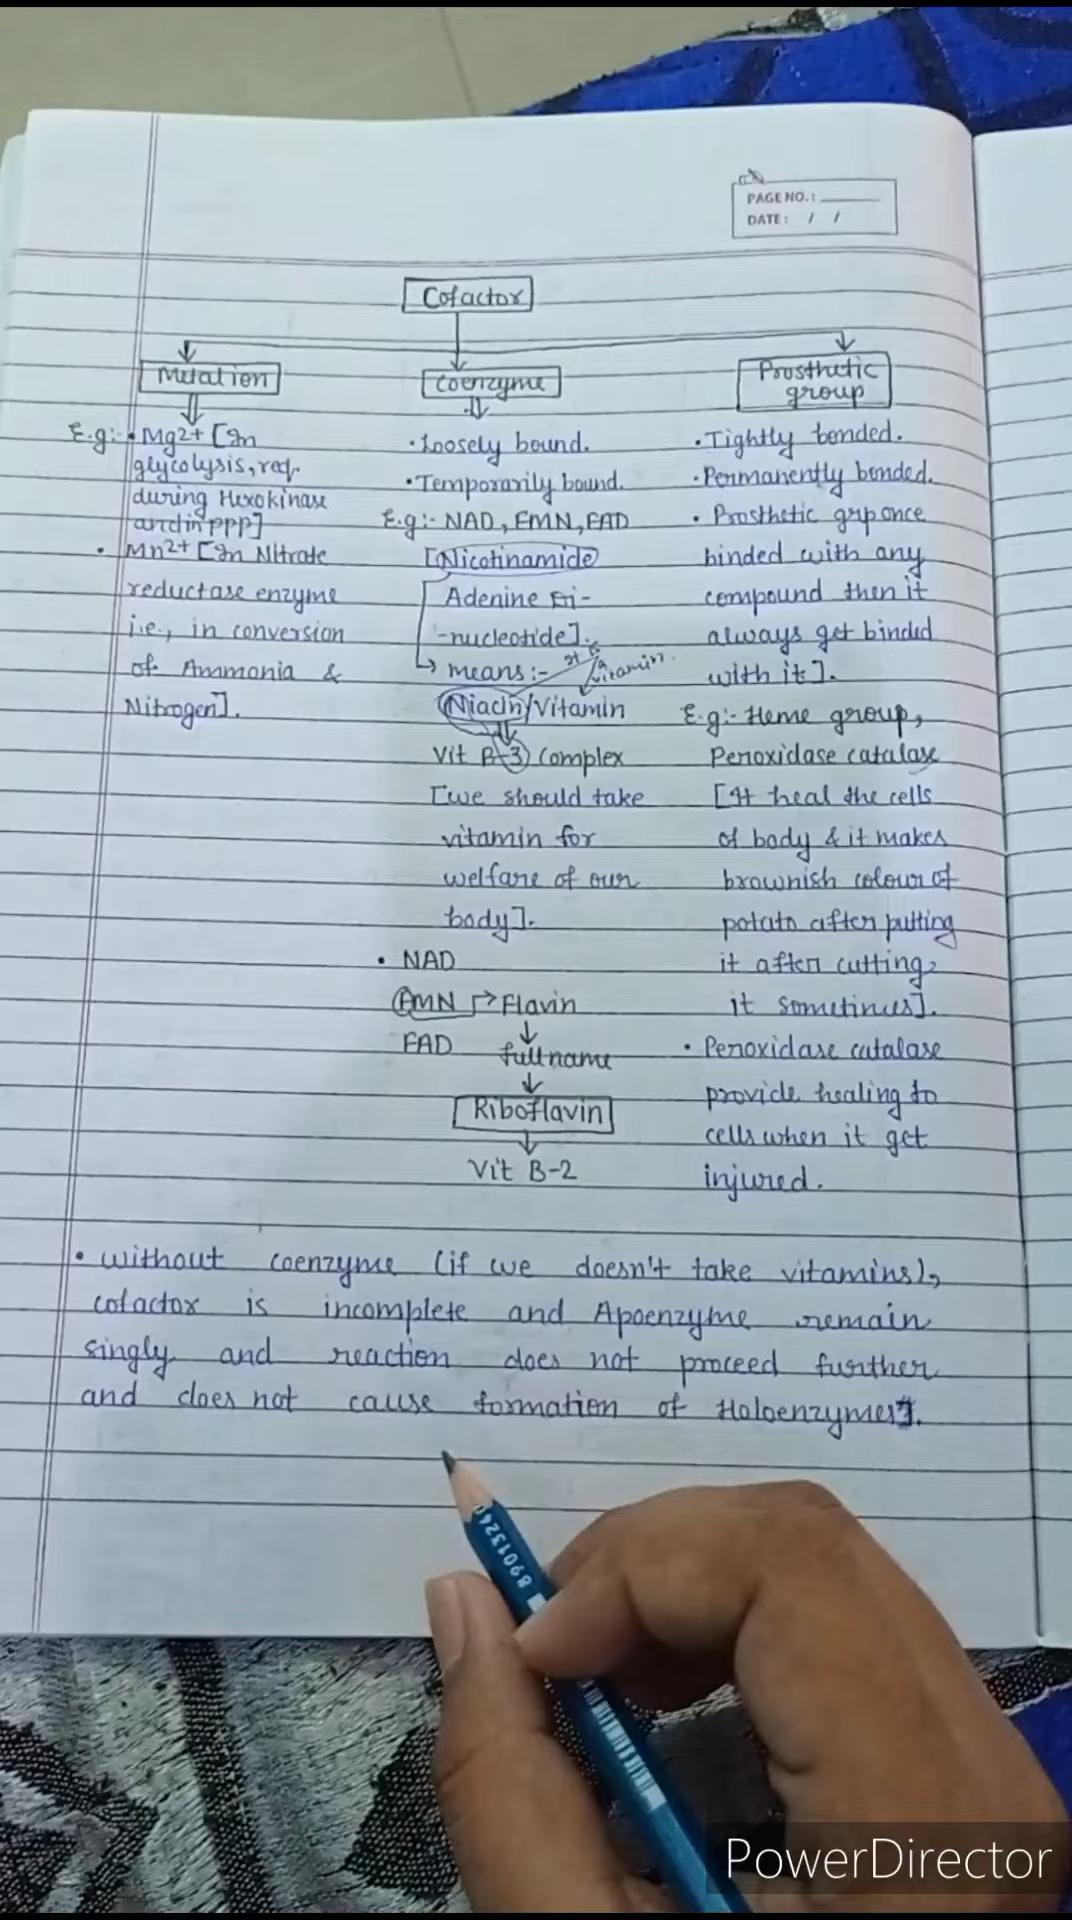 PAGE NO.:
DATE: / /
Cofactor
Metal ion
Coenzyme
Prosthetic
group
E.g:- • Mg2+ [In
glycolysis, req.
during Hexokinase
and in PPP]
• Mn2+ [In Nitrate
reductase enzyme
i.e., in conversion
of Ammonia &
Nitrogen].
• Loosely bound.
• Temporarily bound.
E.g:- NAD, FMN, FAD
[Nicotinamide
Adenine Di-
-nucleotide].
means:- It is a vitamin.
Niacin/Vitamin
Vit B-3 Complex
[we should take
vitamin for
welfare of our
body].
• NAD
FMN → Flavin
FAD full name
Riboflavin
Vit B-2
• Tightly bonded.
• Permanently bonded.
• Prosthetic grp once
binded with any
compound then it
always get binded
with it].
E.g:- Heme group,
Peroxidase catalase
[It heal the cells
of body & it makes
brownish colour of
potato after putting
it after cutting,
it sometimes].
• Peroxidase catalase
provide healing to
cells when it get
injured.
• without coenzyme (if we doesn't take vitamins),
cofactor is incomplete and Apoenzyme remain
singly and reaction does not proceed further
and does not cause formation of Holoenzymes].
8901324
PowerDirector